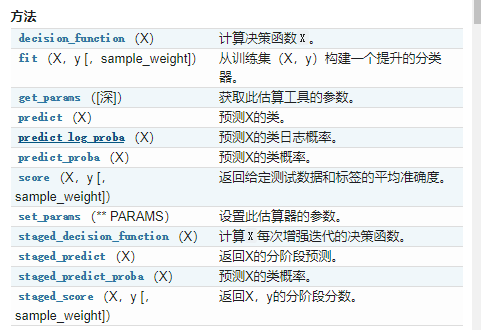 方法
decision_function （X） 计算决策函数 X 。
fit （X，y [，sample_weight]） 从训练集（X，y）构建一个提升的分类
器。
get_params （[深]） 获取此估算工具的参数。
predict （X） 预测X的类。
predict_log_proba （X） 预测X的类日志概率。
predict_proba （X） 预测X的类概率。
score （X，y [， 返回给定测试数据和标签的平均准确度。
sample_weight]）
set_params （** PARAMS） 设置此估算器的参数。
staged_decision_function （X） 计算 X 每次增强迭代的决策函数。
staged_predict （X） 返回X的分阶段预测。
staged_predict_proba （X） 预测X的类概率。
staged_score （X，y [， 返回X，y的分阶段分数。
sample_weight]）